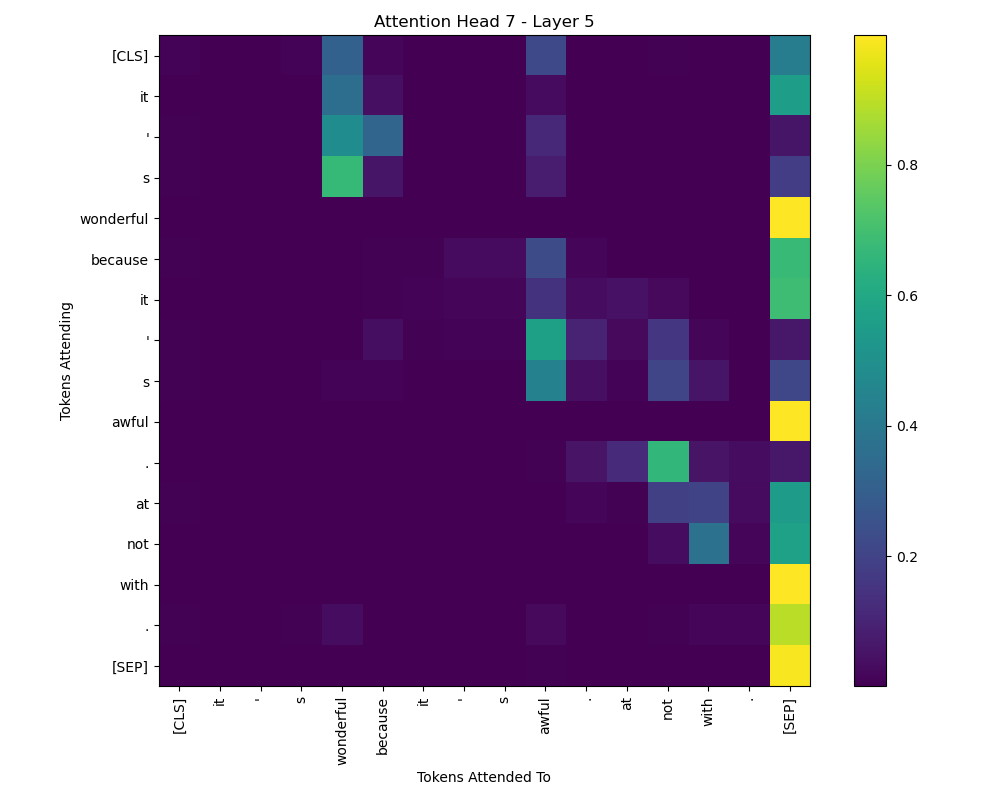 Attention Head 7 - Layer 5
Tokens Attending
[CLS]
it
'
s
wonderful
because
it
'
s
awful
.
at
not
with
.
[SEP]
[CLS]
it
'
s
wonderful
because
it
'
s
awful
.
at
not
with
.
[SEP]
Tokens Attended To
0.8
0.6
0.4
0.2